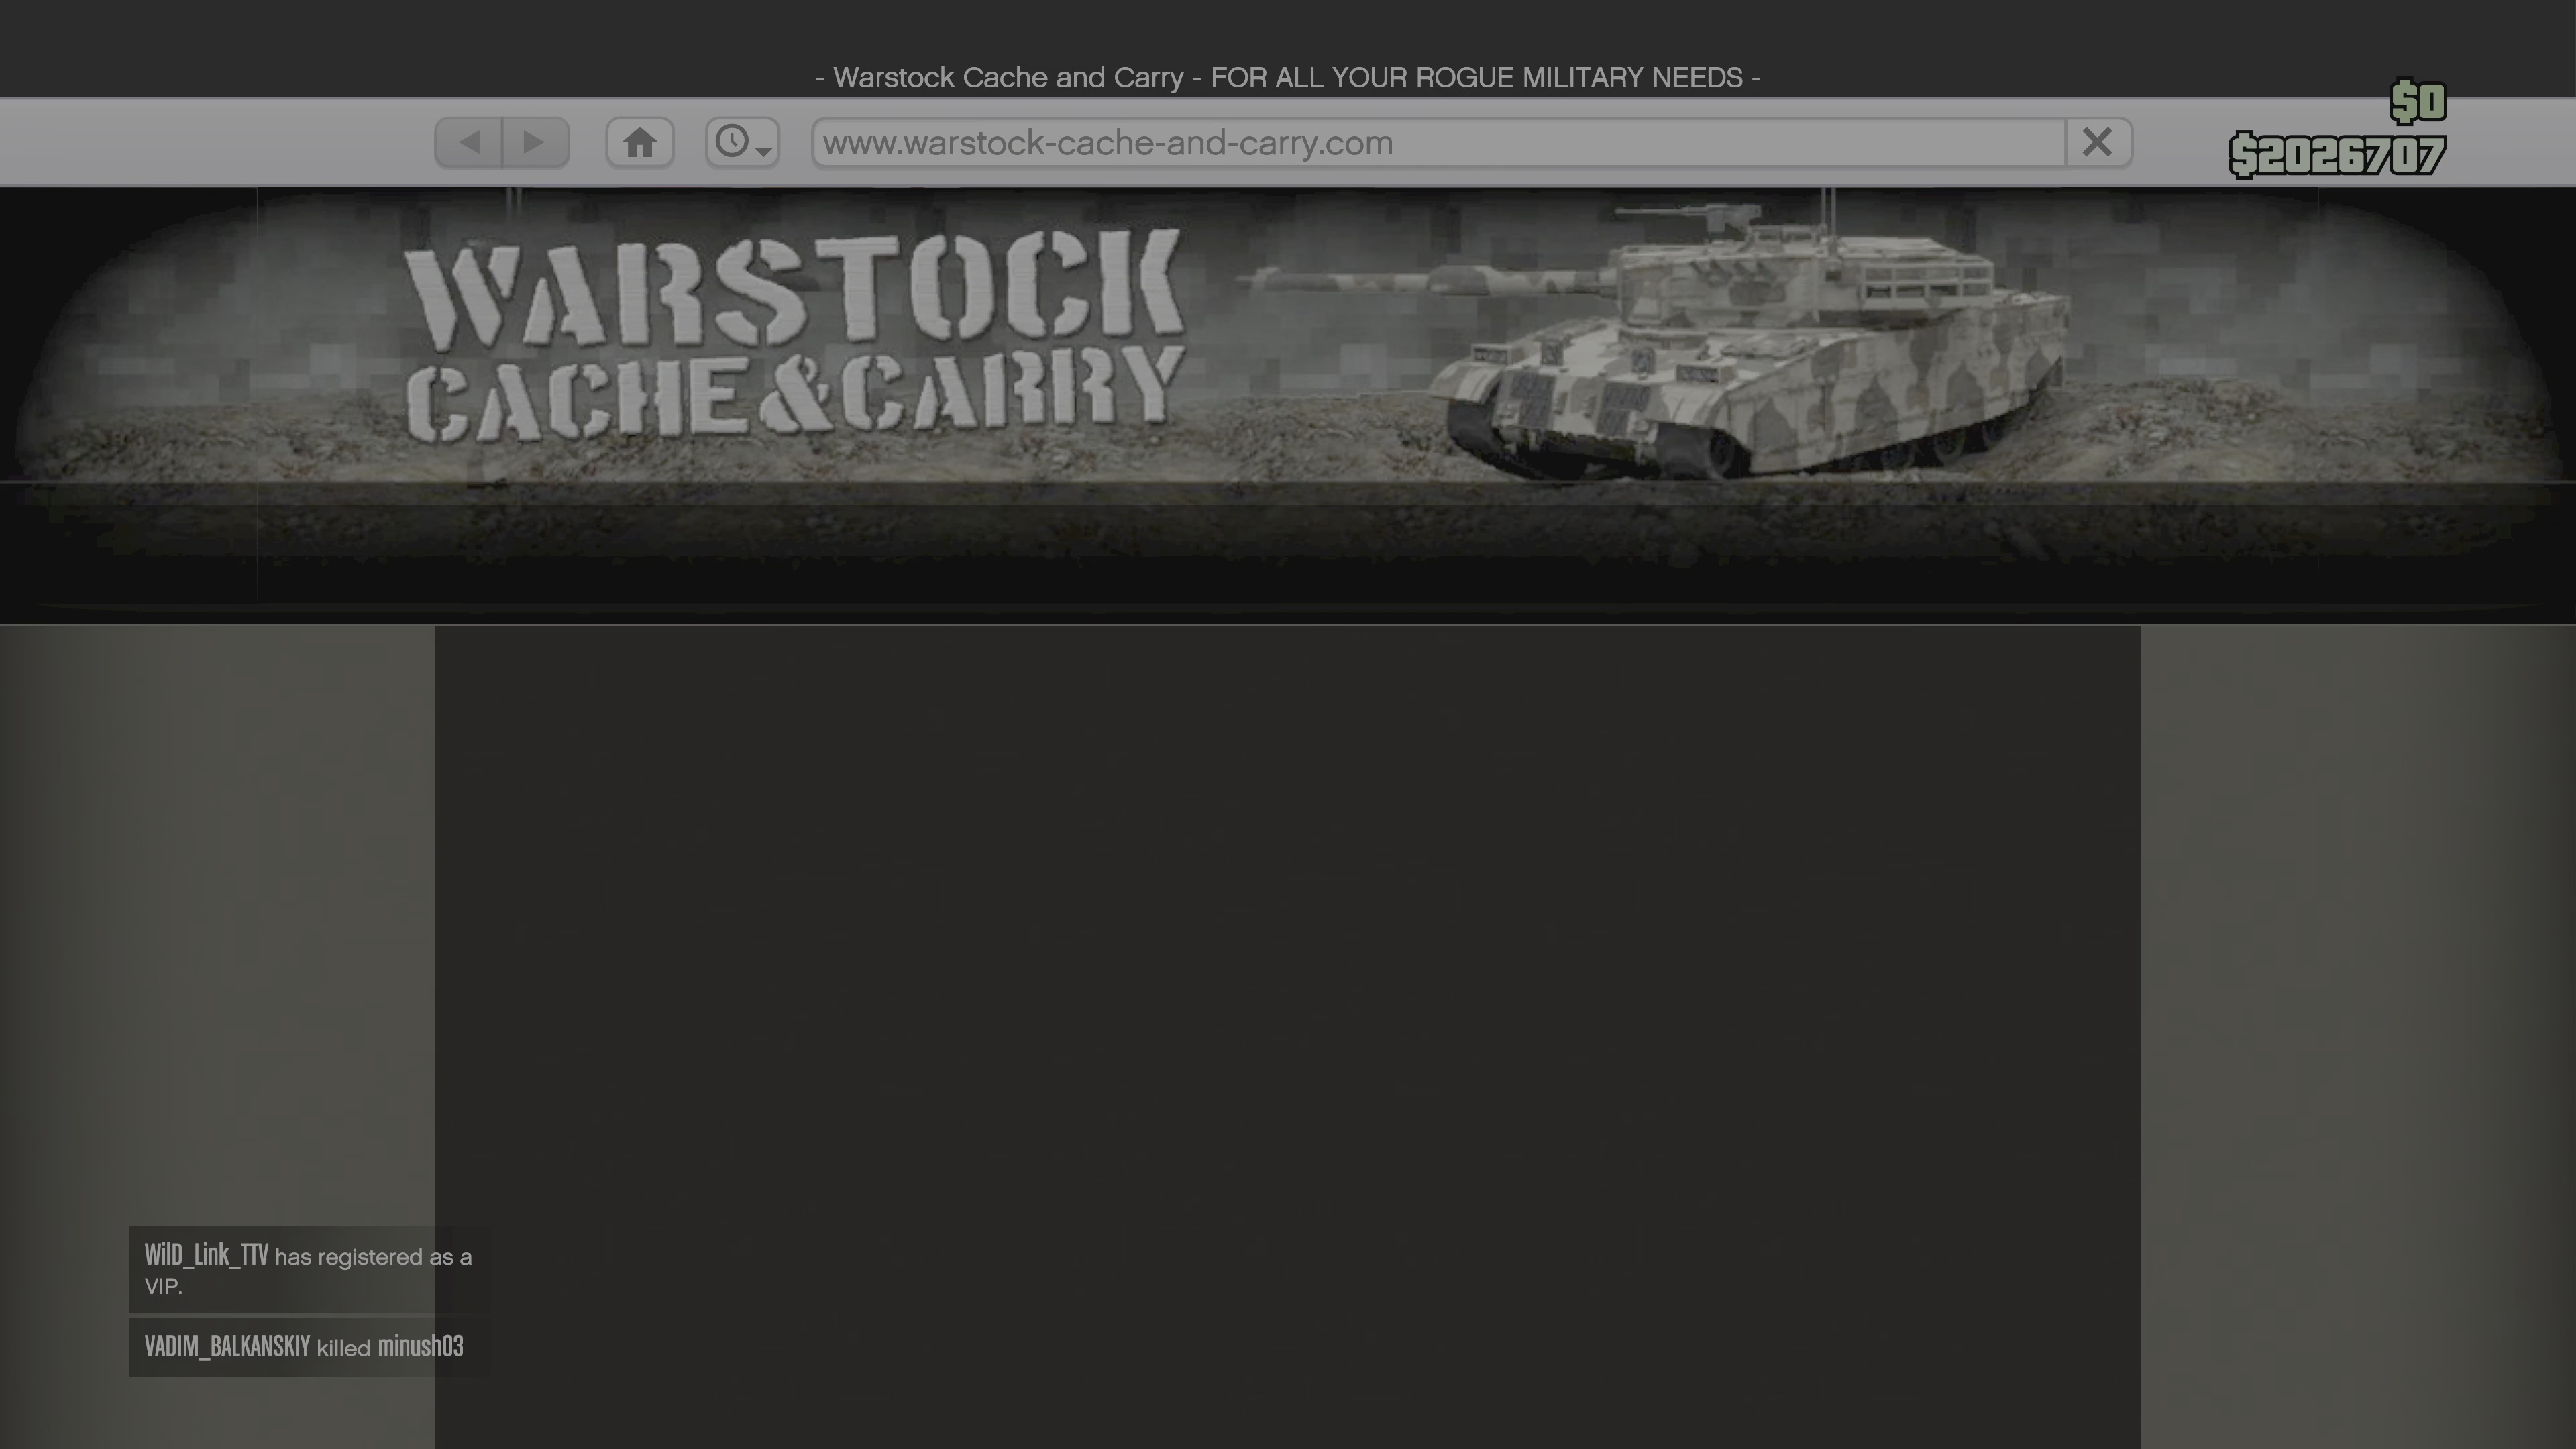 - Warstock Cache and Carry - FOR ALL YOUR ROGUE MILITARY NEEDS -
$0
www.warstock-cache-and-carry.com
$2026707
WARSTOCK
CACHE&CARRY
WilD_Link_TTV has registered as a
VIP.
VADIM_BALKANSKIY killed minush03